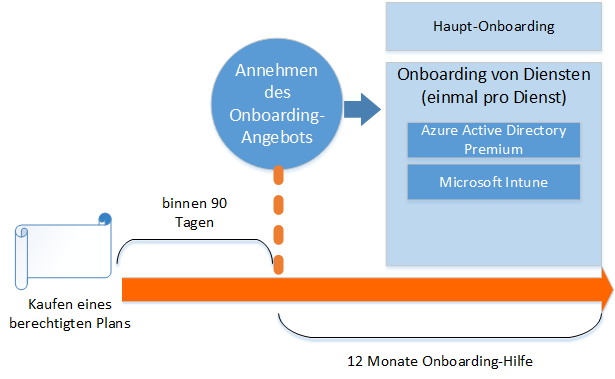 Haupt-Onboarding
Annehmen
des
Onboarding-
Angebots
Onboarding von Diensten
(einmal pro Dienst)
Azure Active Directory
Premium
Microsoft Intune
binnen 90
Tagen
Kaufen eines
berechtigten Plans
12 Monate Onboarding-Hilfe